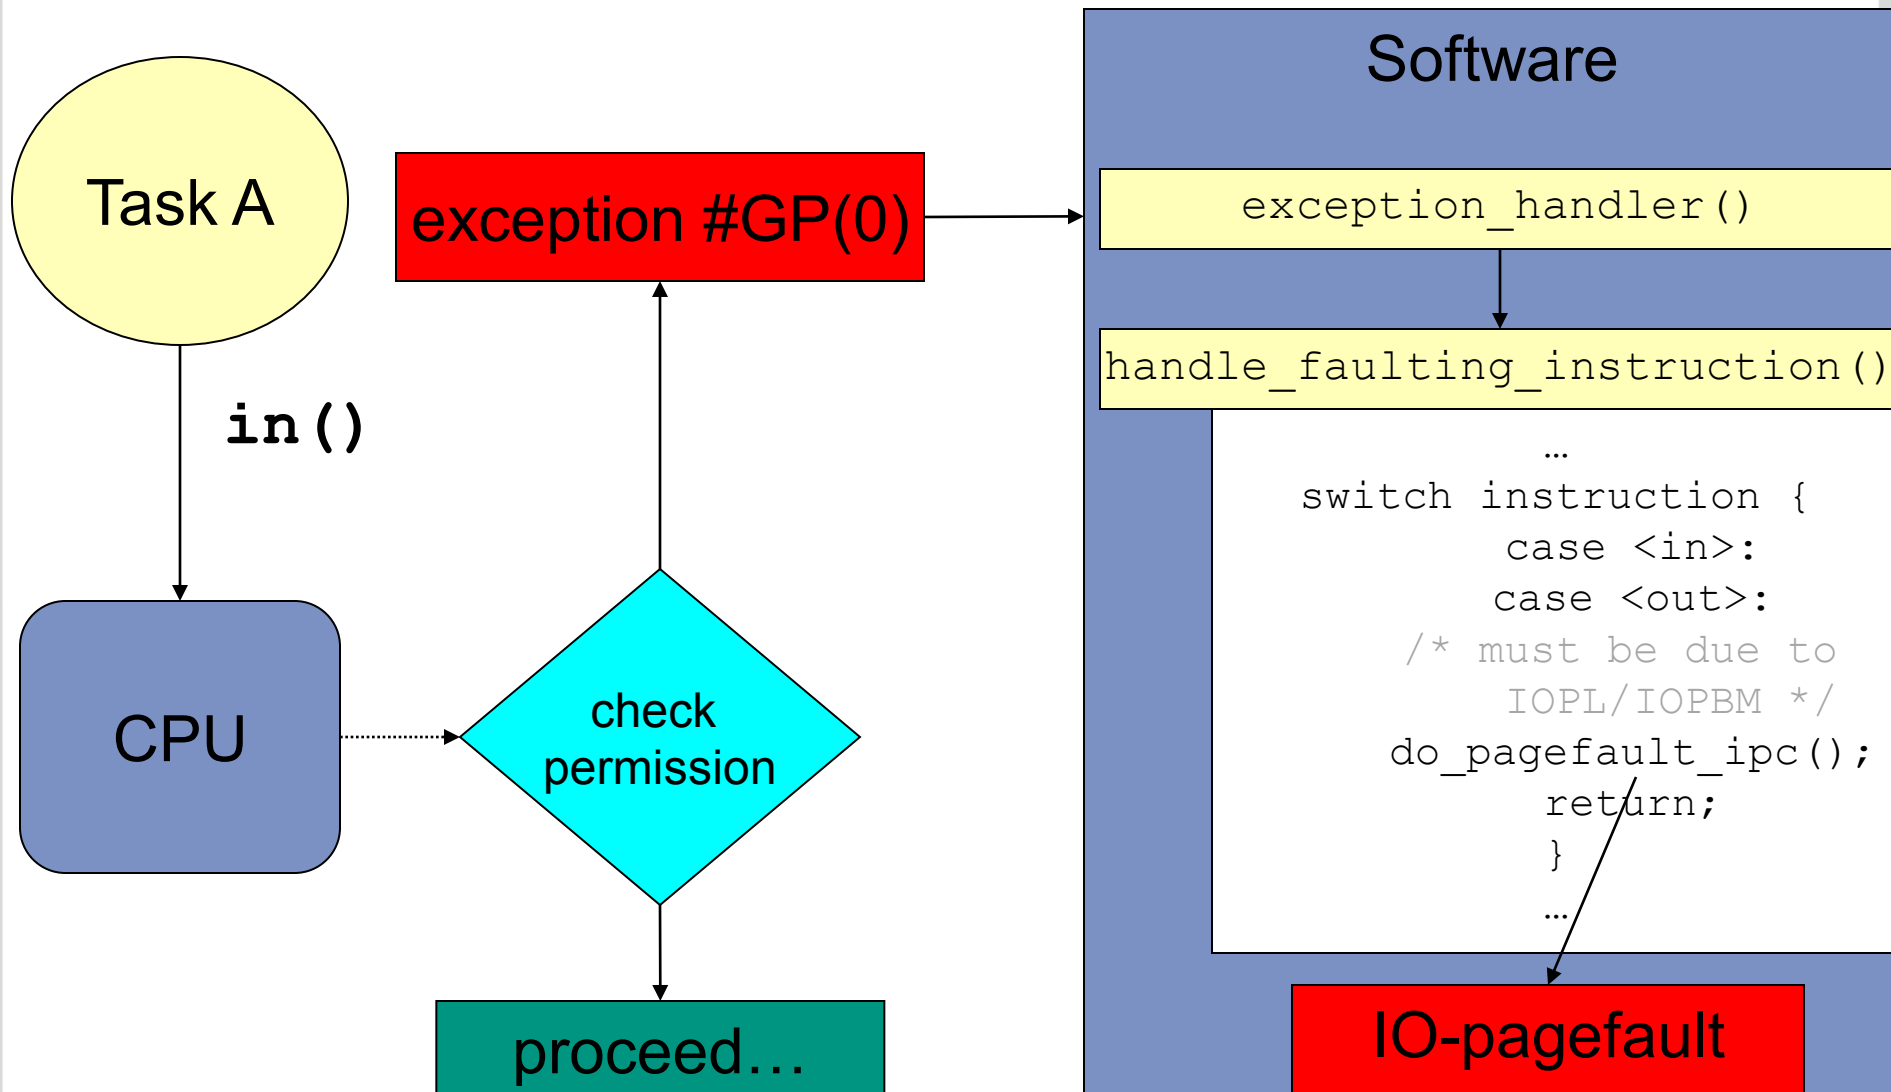 Task A
in()
CPU
exception #GP(0)
check
permission
proceed...
Software
exception_handler()
handle_faulting_instruction()
…
switch instruction {
case <in>:
case <out>:
/* must be due to
IOPL/IOPBM */
do_pagefault_ipc();
return;
}
…
IO-pagefault